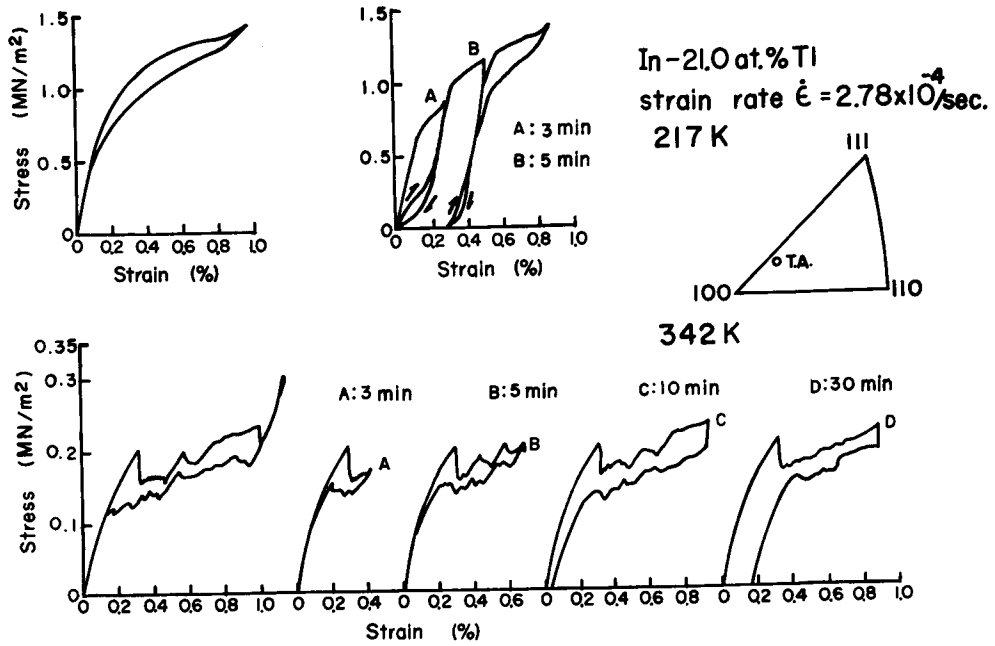 1.5
1.0
0.5
0
Stress (MN/m²)
0 0.2 0.4 0.6 0.8 1.0
Strain (%)
1.5
1.0
0.5
0
A
B
A: 3 min
B: 5 min
0 0.2 0.4 0.6 0.8 1.0
Strain (%)
In-21.0 at.% Tl
strain rate ε̇ = 2.78x10⁻⁴/sec.
217 K
111
T.A.
100
110
342 K
0.35
0.3
0.2
0.1
0
Stress (MN/m²)
A: 3 min
B: 5 min
C: 10 min
D: 30 min
A
B
C
D
0 0.2 0.4 0.6 0.8 1.0 0 0.2 0.4 0 0.2 0.4 0.6 0.8 0 0.2 0.4 0.6 0.8 0 0.2 0.4 0.6 0.8 1.0
Strain (%)